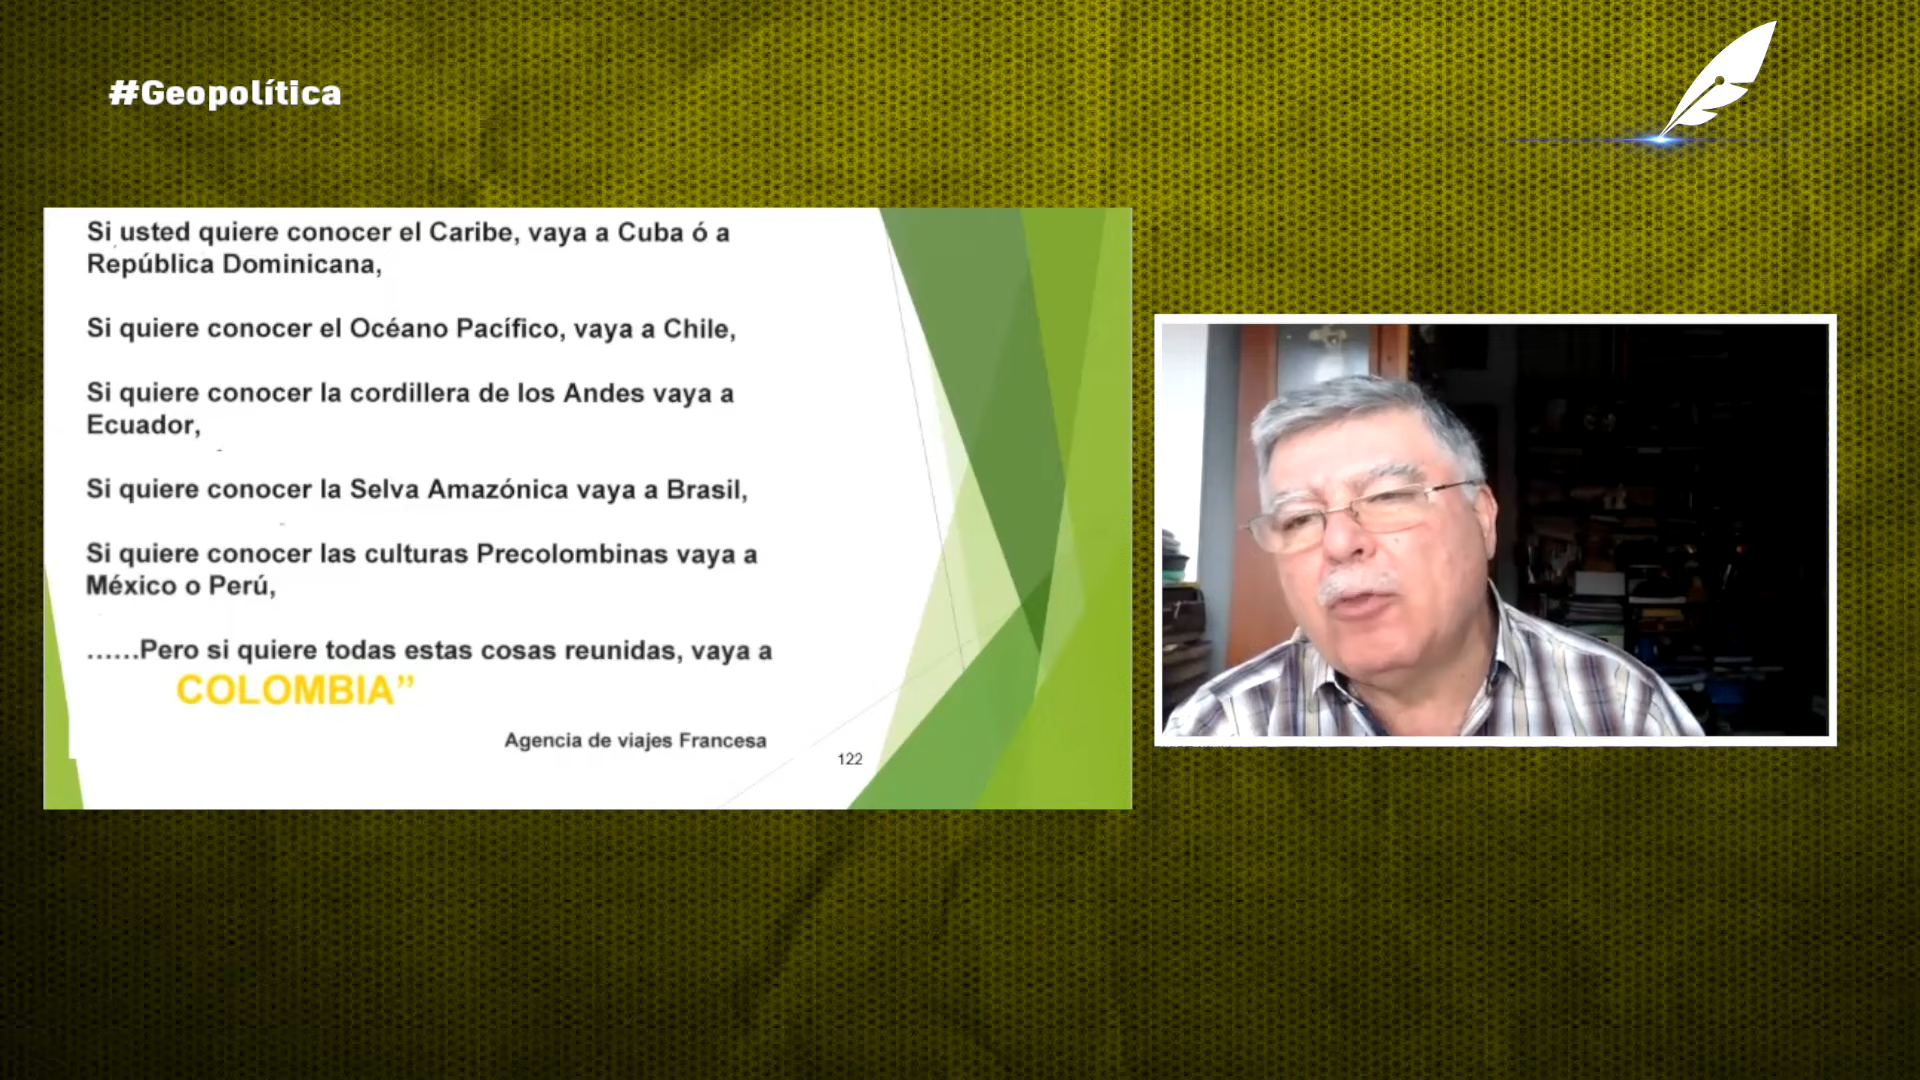 #Geopolítica
Si usted quiere conocer el Caribe, vaya a Cuba ó a
República Dominicana,
Si quiere conocer el Océano Pacífico, vaya a Chile,
Si quiere conocer la cordillera de los Andes vaya a
Ecuador,
Si quiere conocer la Selva Amazónica vaya a Brasil,
Si quiere conocer las culturas Precolombinas vaya a
México o Perú,
......Pero si quiere todas estas cosas reunidas, vaya a
COLOMBIA”
Agencia de viajes Francesa
122